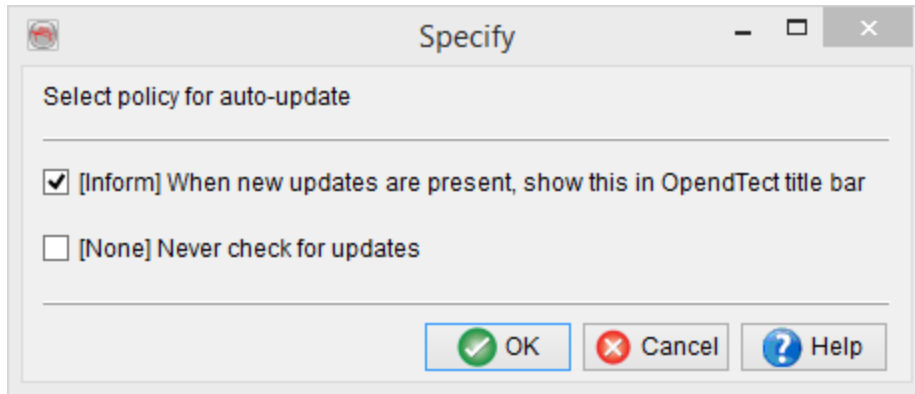 Specify
Select policy for auto-update
[Inform] When new updates are present, show this in OpendTect title bar
[None] Never check for updates
OK Cancel Help